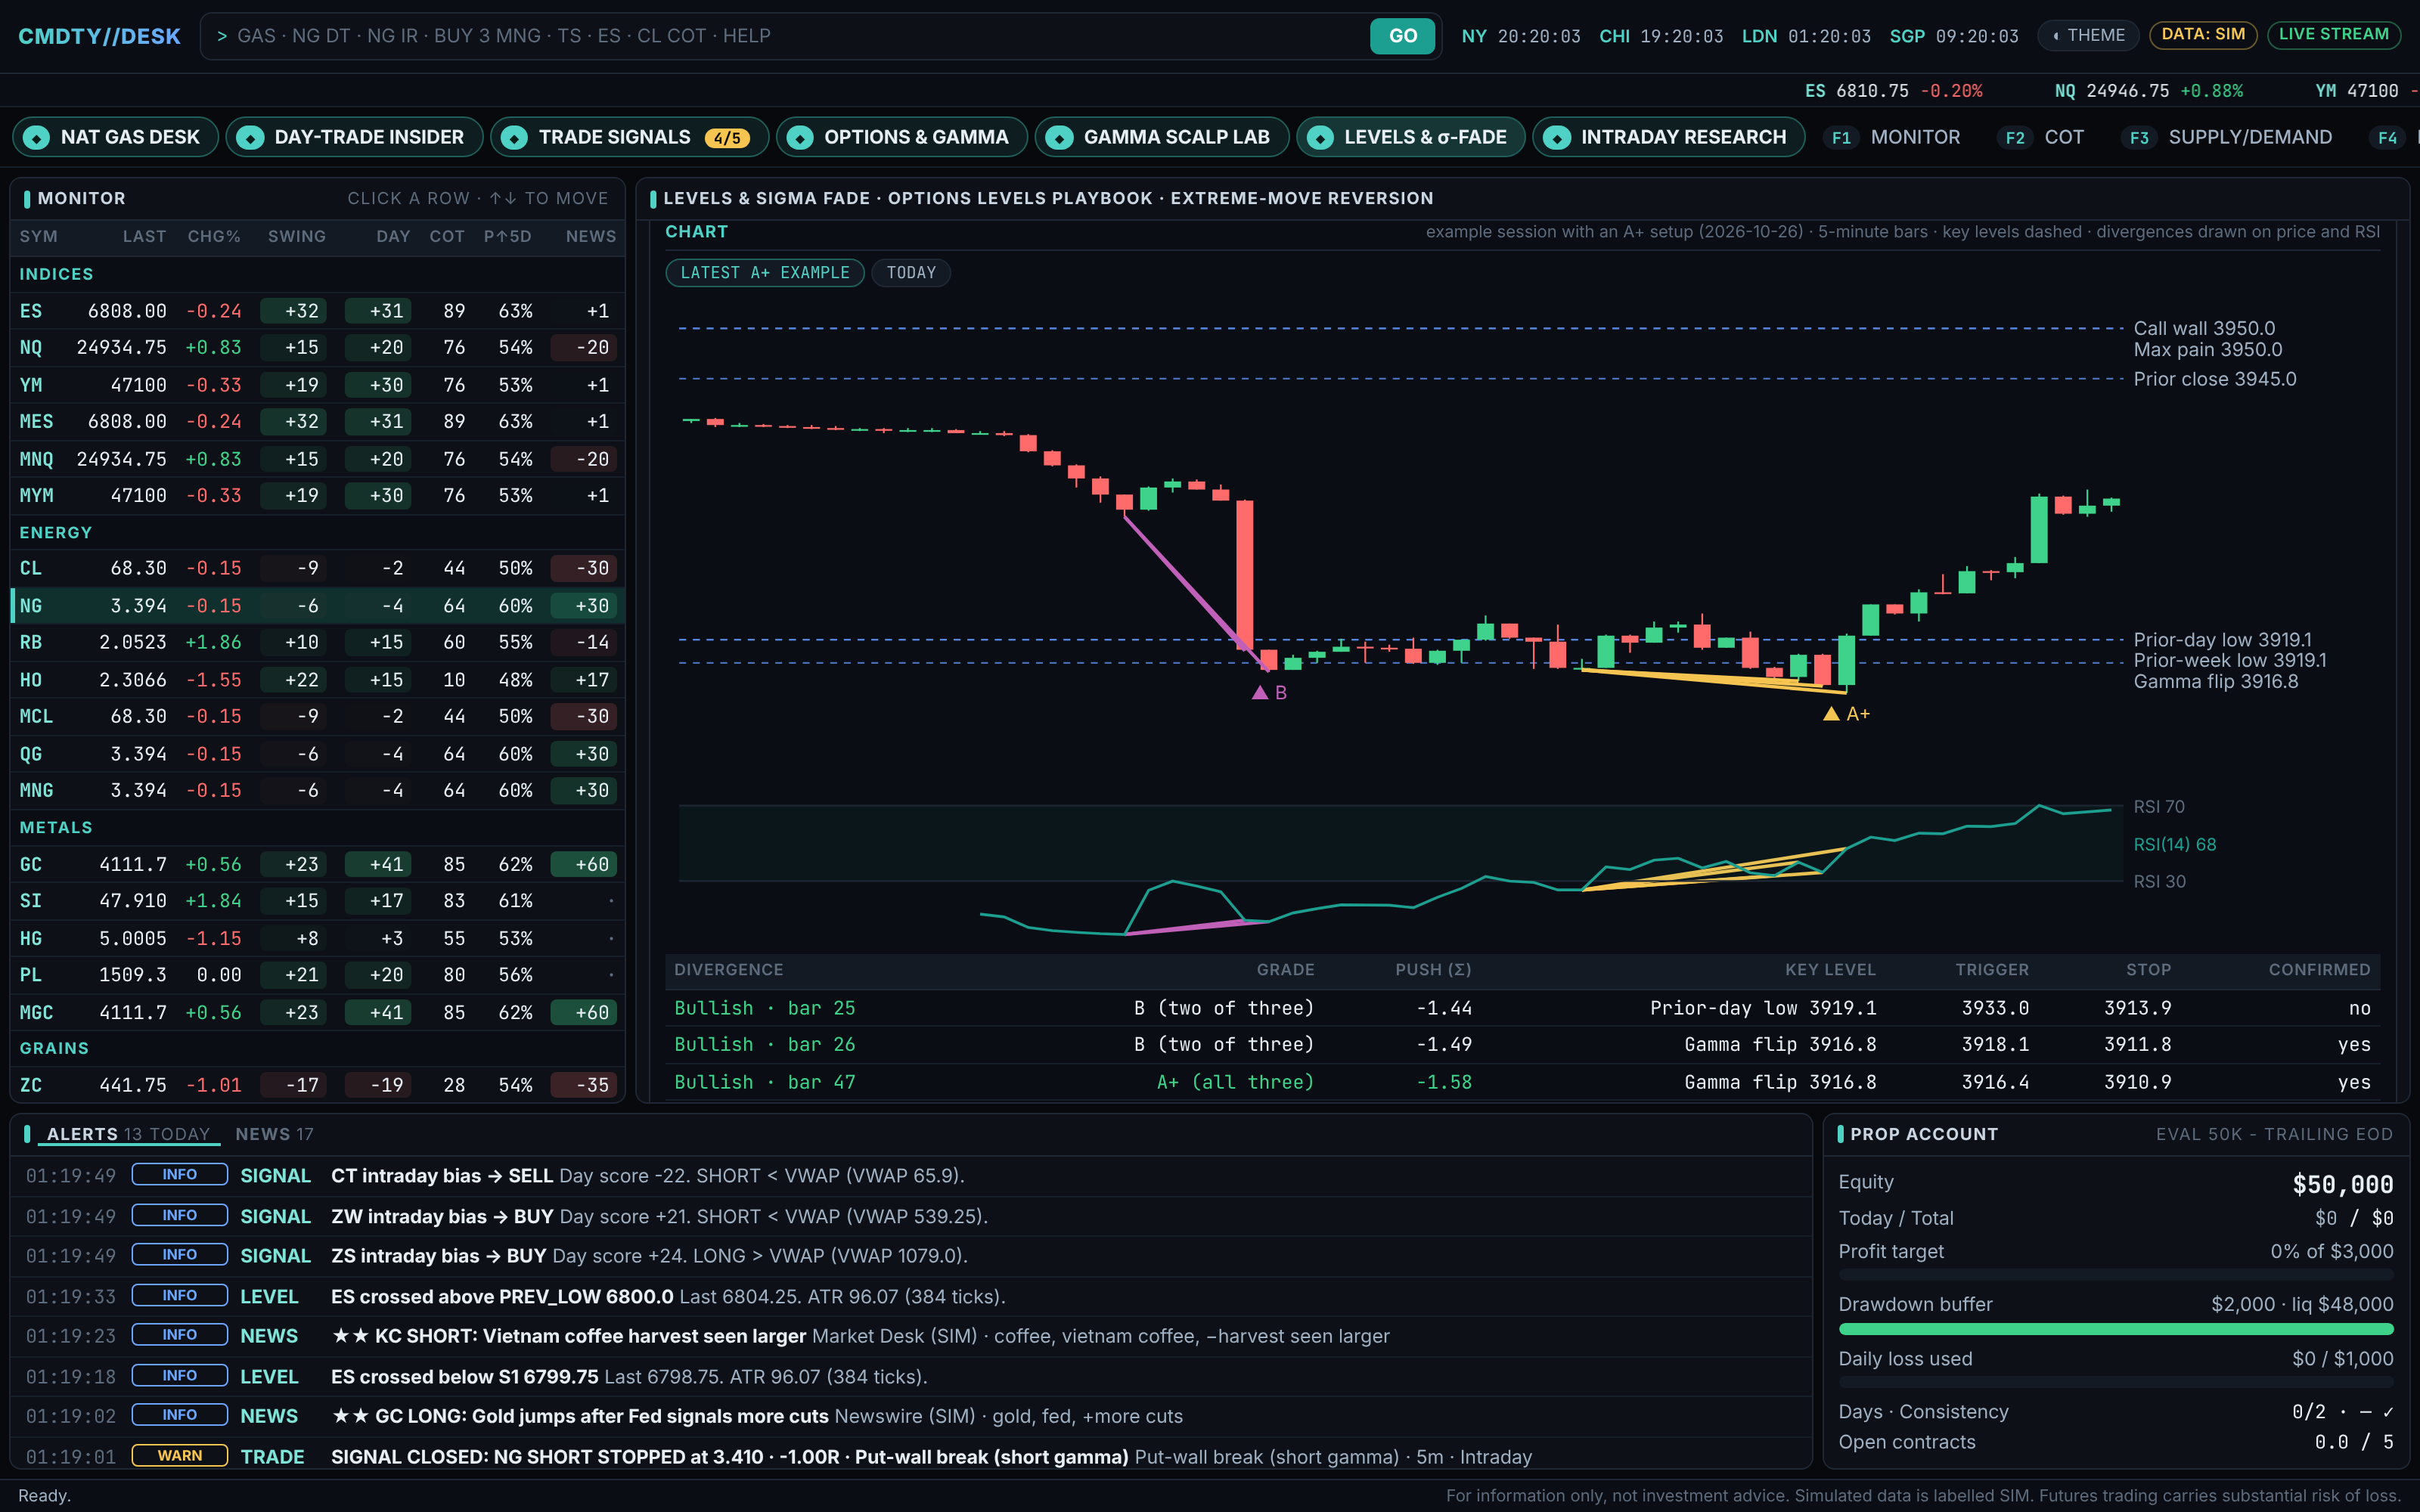 CMDTY//DESK
> GAS · NG DT · NG IR · BUY 3 MNG · TS · ES · CL COT · HELP
GO
NY 20:20:03 CHI 19:20:03 LDN 01:20:03 SGP 09:20:03
THEME
DATA: SIM
LIVE STREAM
ES 6810.75 -0.20% NQ 24946.75 +0.88% YM 47100 -
NAT GAS DESK
DAY-TRADE INSIDER
TRADE SIGNALS 4/5
OPTIONS & GAMMA
GAMMA SCALP LAB
LEVELS & σ-FADE
INTRADAY RESEARCH
F1 MONITOR
F2 COT
F3 SUPPLY/DEMAND
F4
MONITOR CLICK A ROW · ↑↓ TO MOVE
SYM LAST CHG% SWING DAY COT P↑5D NEWS
INDICES
ES 6808.00 -0.24 +32 +31 89 63% +1
NQ 24934.75 +0.83 +15 +20 76 54% -20
YM 47100 -0.33 +19 +30 76 53% +1
MES 6808.00 -0.24 +32 +31 89 63% +1
MNQ 24934.75 +0.83 +15 +20 76 54% -20
MYM 47100 -0.33 +19 +30 76 53% +1
ENERGY
CL 68.30 -0.15 -9 -2 44 50% -30
NG 3.394 -0.15 -6 -4 64 60% +30
RB 2.0523 +1.86 +10 +15 60 55% -14
HO 2.3066 -1.55 +22 +15 10 48% +17
MCL 68.30 -0.15 -9 -2 44 50% -30
QG 3.394 -0.15 -6 -4 64 60% +30
MNG 3.394 -0.15 -6 -4 64 60% +30
METALS
GC 4111.7 +0.56 +23 +41 85 62% +60
SI 47.910 +1.84 +15 +17 83 61% ·
HG 5.0005 -1.15 +8 +3 55 53% ·
PL 1509.3 0.00 +21 +20 80 56% ·
MGC 4111.7 +0.56 +23 +41 85 62% +60
GRAINS
ZC 441.75 -1.01 -17 -19 28 54% -35
LEVELS & SIGMA FADE · OPTIONS LEVELS PLAYBOOK · EXTREME-MOVE REVERSION
CHART example session with an A+ setup (2026-10-26) · 5-minute bars · key levels dashed · divergences drawn on price and RSI
LATEST A+ EXAMPLE
TODAY
Call wall 3950.0
Max pain 3950.0
Prior close 3945.0
Prior-day low 3919.1
Prior-week low 3919.1
Gamma flip 3916.8
▲ B
▲ A+
RSI 70
RSI(14) 68
RSI 30
DIVERGENCE GRADE PUSH (Σ) KEY LEVEL TRIGGER STOP CONFIRMED
Bullish · bar 25 B (two of three) -1.44 Prior-day low 3919.1 3933.0 3913.9 no
Bullish · bar 26 B (two of three) -1.49 Gamma flip 3916.8 3918.1 3911.8 yes
Bullish · bar 47 A+ (all three) -1.58 Gamma flip 3916.8 3916.4 3910.9 yes
ALERTS 13 TODAY NEWS 17
01:19:49 INFO SIGNAL CT intraday bias → SELL Day score -22. SHORT < VWAP (VWAP 65.9).
01:19:49 INFO SIGNAL ZW intraday bias → BUY Day score +21. SHORT < VWAP (VWAP 539.25).
01:19:49 INFO SIGNAL ZS intraday bias → BUY Day score +24. LONG > VWAP (VWAP 1079.0).
01:19:33 INFO LEVEL ES crossed above PREV_LOW 6800.0 Last 6804.25. ATR 96.07 (384 ticks).
01:19:23 INFO NEWS ★★ KC SHORT: Vietnam coffee harvest seen larger Market Desk (SIM) · coffee, vietnam coffee, −harvest seen larger
01:19:18 INFO LEVEL ES crossed below S1 6799.75 Last 6798.75. ATR 96.07 (384 ticks).
01:19:02 INFO NEWS ★★ GC LONG: Gold jumps after Fed signals more cuts Newswire (SIM) · gold, fed, +more cuts
01:19:01 WARN TRADE SIGNAL CLOSED: NG SHORT STOPPED at 3.410 · -1.00R · Put-wall break (short gamma) Put-wall break (short gamma) · 5m · Intraday
PROP ACCOUNT EVAL 50K - TRAILING EOD
Equity $50,000
Today / Total $0 / $0
Profit target 0% of $3,000
Drawdown buffer $2,000 · liq $48,000
Daily loss used $0 / $1,000
Days · Consistency 0/2 · — ✓
Open contracts 0.0 / 5
Ready.
For information only, not investment advice. Simulated data is labelled SIM. Futures trading carries substantial risk of loss.